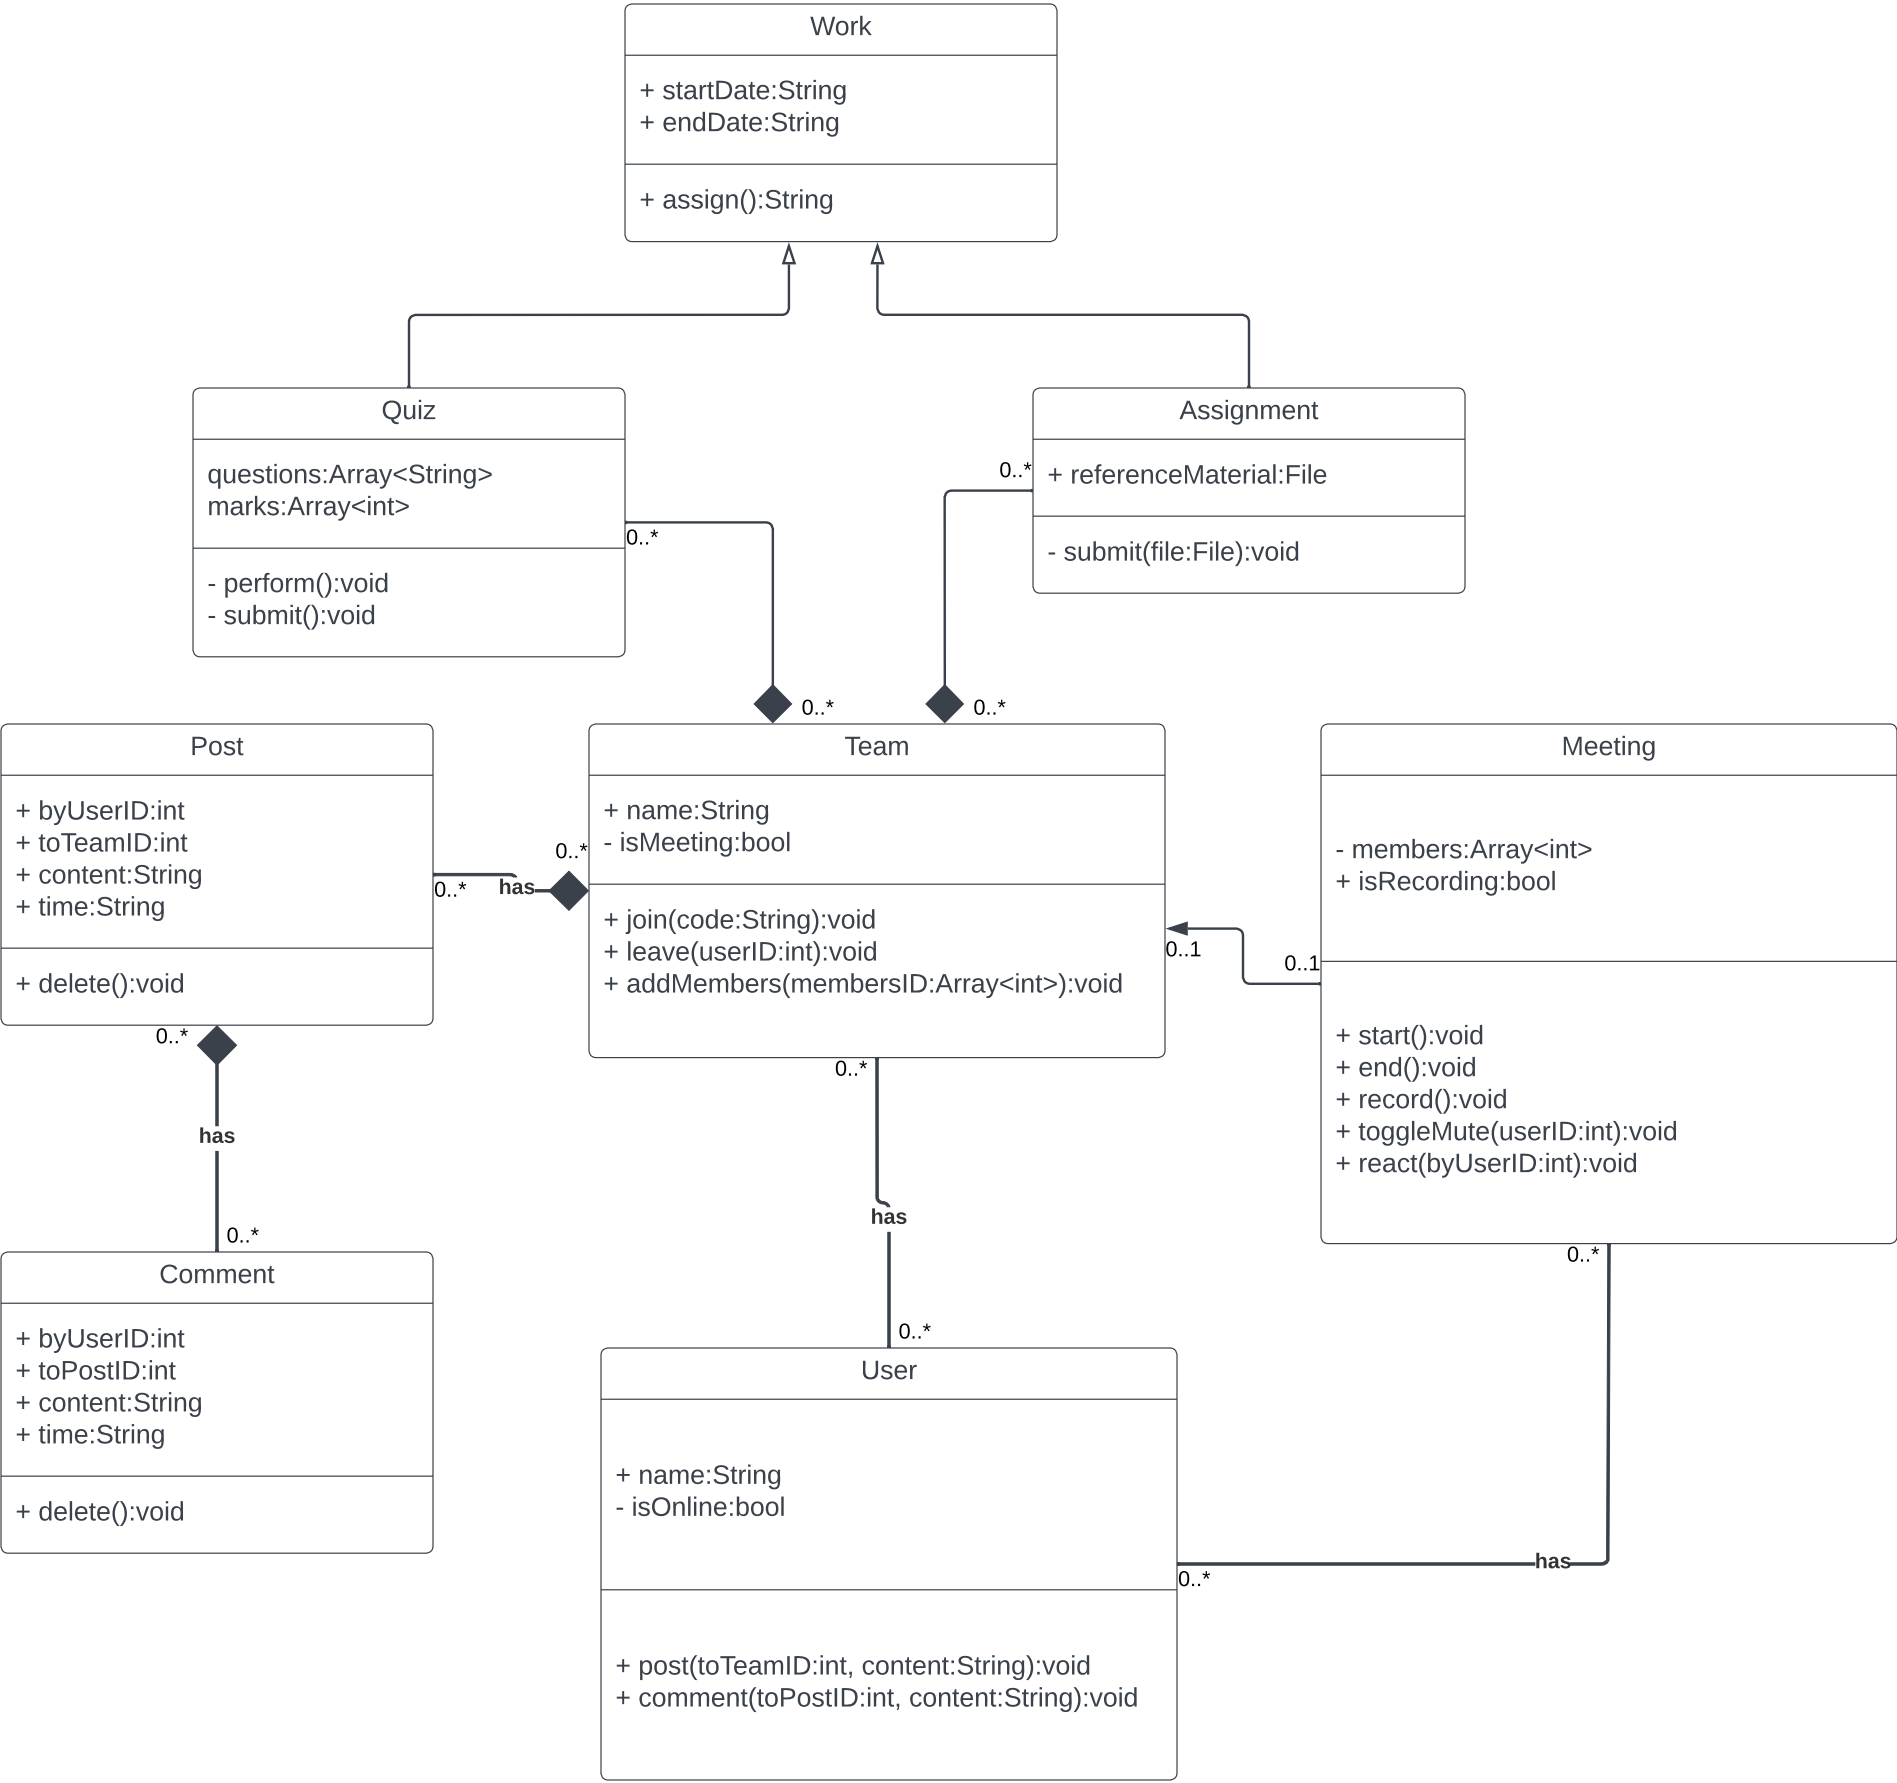 Work
+ startDate:String
+ endDate:String
+ assign():String
Quiz
questions:Array<String>
marks:Array<int>
- perform():void
- submit():void
0..*
0..*
Assignment
+ referenceMaterial:File
- submit(file:File):void
0..*
0..*
Post
+ byUserID:int
+ toTeamID:int
+ content:String
+ time:String
+ delete():void
0..*
has
0..*
Team
+ name:String
- isMeeting:bool
+ join(code:String):void
+ leave(userID:int):void
+ addMembers(membersID:Array<int>):void
0..1
0..1
Meeting
- members:Array<int>
+ isRecording:bool
+ start():void
+ end():void
+ record():void
+ toggleMute(userID:int):void
+ react(byUserID:int):void
0..*
has
0..*
Comment
+ byUserID:int
+ toPostID:int
+ content:String
+ time:String
+ delete():void
0..*
has
0..*
User
+ name:String
- isOnline:bool
+ post(toTeamID:int, content:String):void
+ comment(toPostID:int, content:String):void
0..*
has
0..*